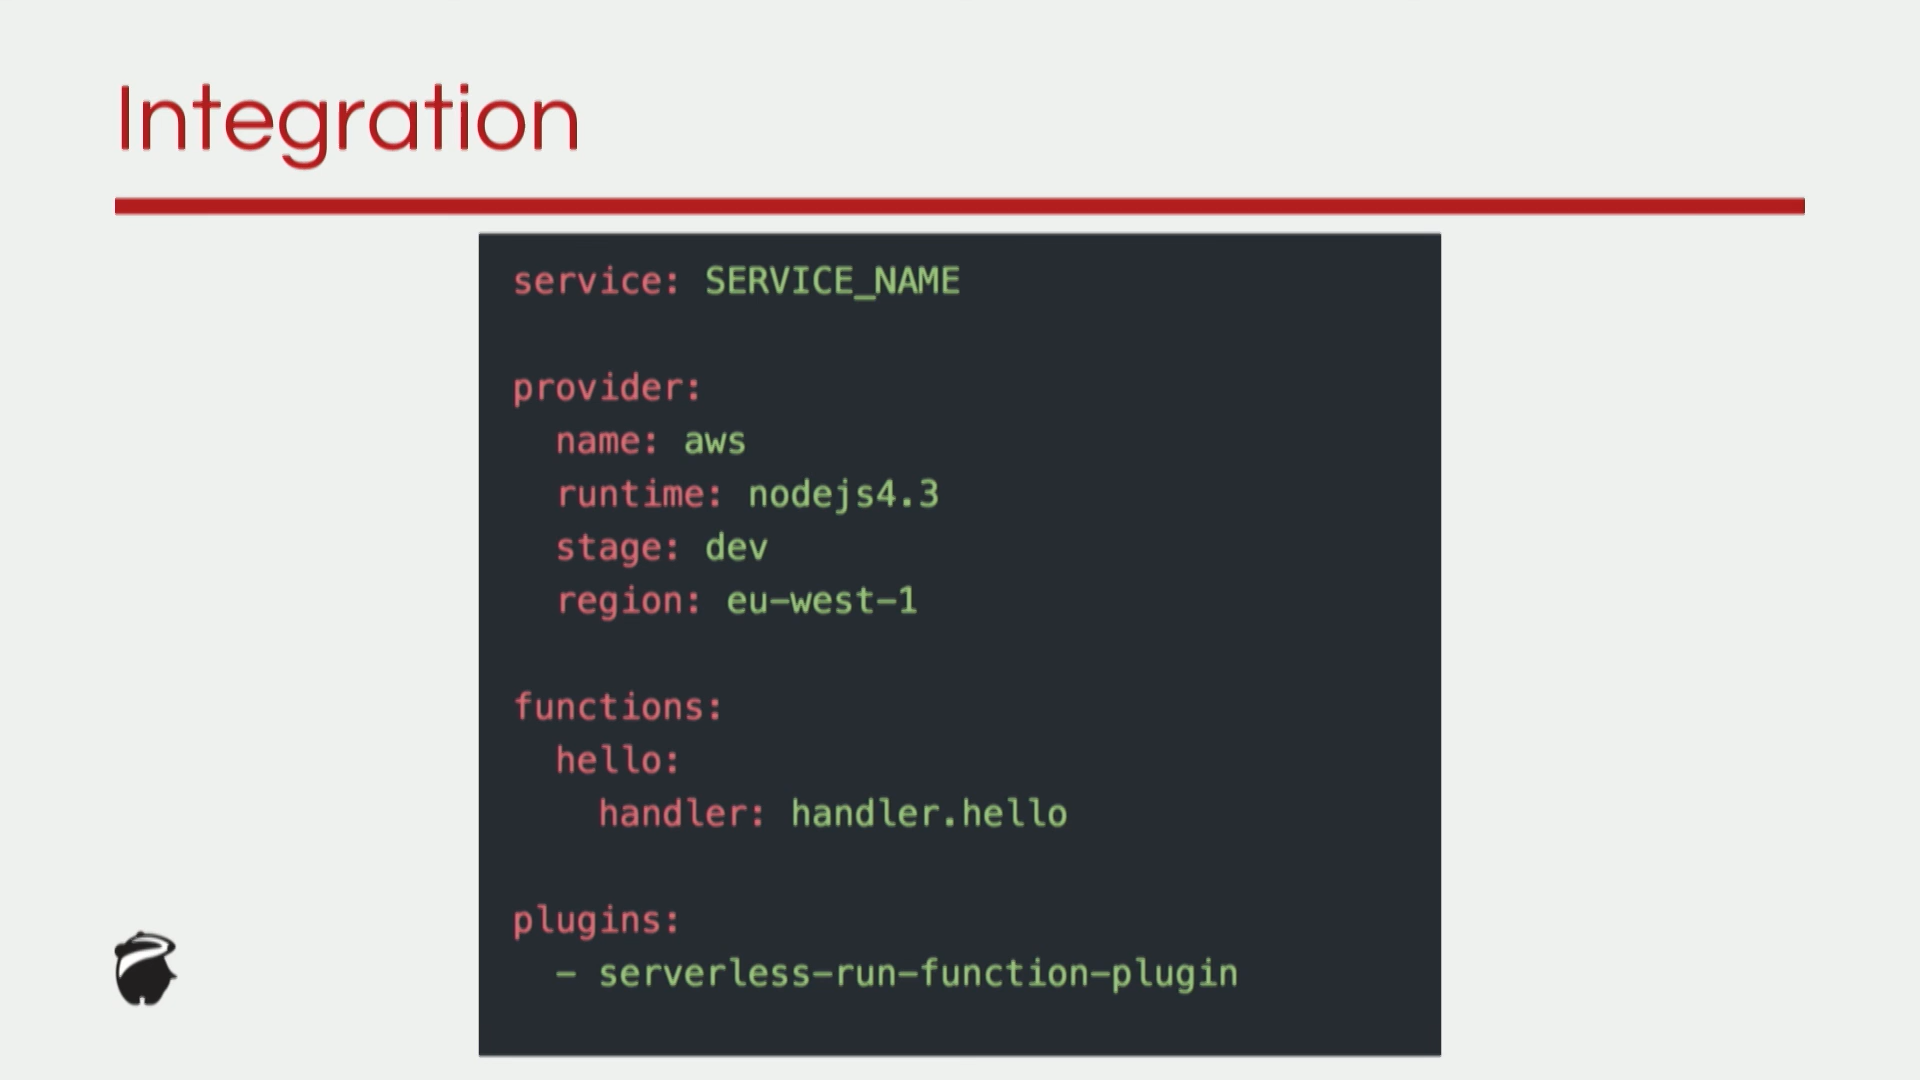 Integration
service: SERVICE_NAME
provider:
  name: aws
  runtime: nodejs4.3
  stage: dev
  region: eu-west-1
functions:
  hello:
    handler: handler.hello
plugins:
  - serverless-run-function-plugin